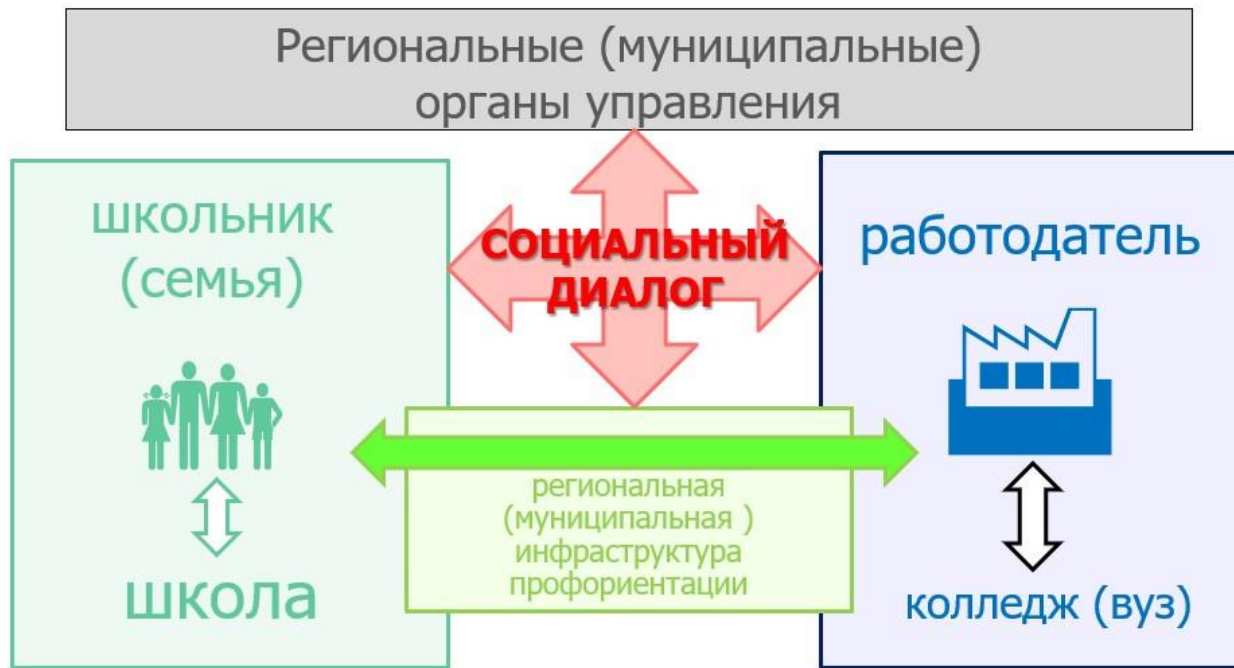 Региональные (муниципальные)
органы управления
школьник
(семья)
СОЦИАЛЬНЫЙ
ДИАЛОГ
работодатель
региональная
(муниципальная )
инфраструктура
профориентации
школа
колледж (вуз)